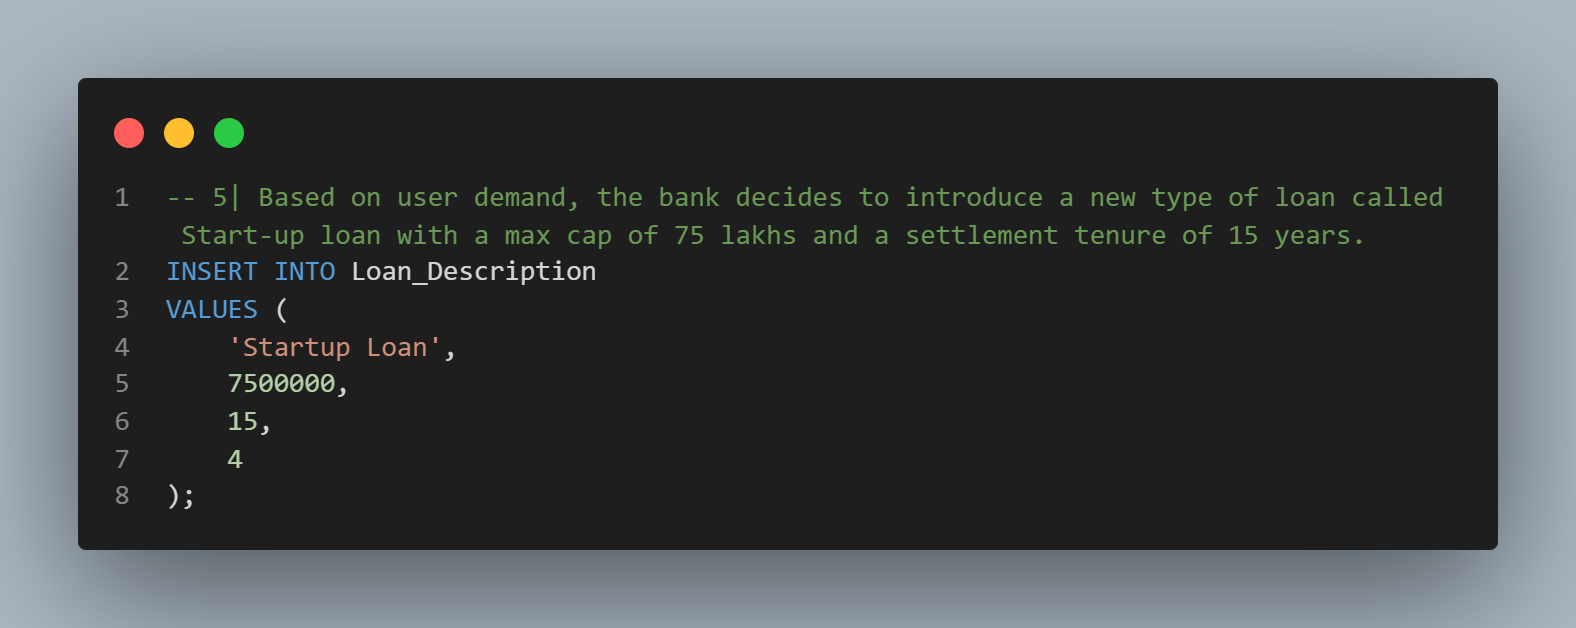 1 -- 5| Based on user demand, the bank decides to introduce a new type of loan called
Start-up loan with a max cap of 75 lakhs and a settlement tenure of 15 years.
2 INSERT INTO Loan_Description
3 VALUES (
4     'Startup Loan',
5     7500000,
6     15,
7     4
8 );